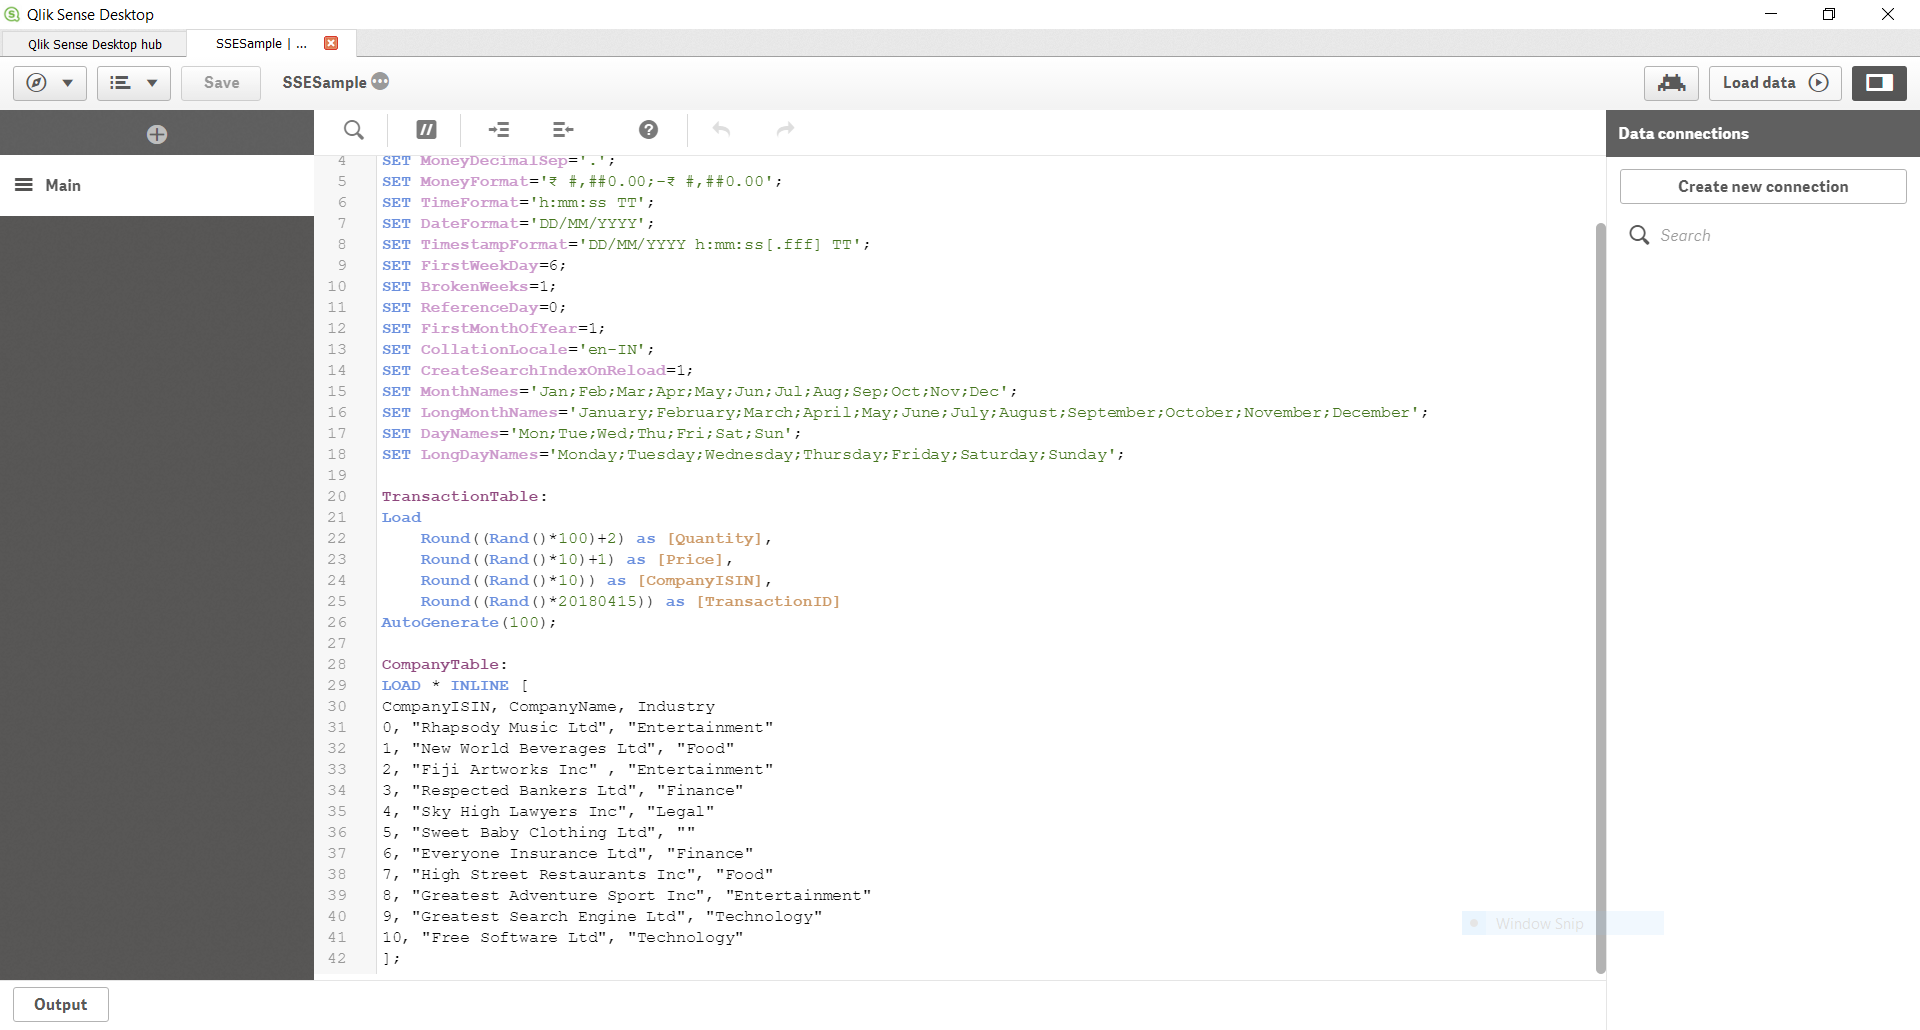 Qlik Sense Desktop
Qlik Sense Desktop hub
SSESample | ...
Save
SSESample
Load data
Main
Data connections
Create new connection
Search
4 SET MoneyDecimalSep='.';
5 SET MoneyFormat='₹ #,##0.00;-₹ #,##0.00';
6 SET TimeFormat='h:mm:ss TT';
7 SET DateFormat='DD/MM/YYYY';
8 SET TimestampFormat='DD/MM/YYYY h:mm:ss[.fff] TT';
9 SET FirstWeekDay=6;
10 SET BrokenWeeks=1;
11 SET ReferenceDay=0;
12 SET FirstMonthOfYear=1;
13 SET CollationLocale='en-IN';
14 SET CreateSearchIndexOnReload=1;
15 SET MonthNames='Jan;Feb;Mar;Apr;May;Jun;Jul;Aug;Sep;Oct;Nov;Dec';
16 SET LongMonthNames='January;February;March;April;May;June;July;August;September;October;November;December';
17 SET DayNames='Mon;Tue;Wed;Thu;Fri;Sat;Sun';
18 SET LongDayNames='Monday;Tuesday;Wednesday;Thursday;Friday;Saturday;Sunday';
19
20 TransactionTable:
21 Load
22 Round((Rand()*100)+2) as [Quantity],
23 Round((Rand()*10)+1) as [Price],
24 Round((Rand()*10)) as [CompanyISIN],
25 Round((Rand()*20180415)) as [TransactionID]
26 AutoGenerate(100);
27
28 CompanyTable:
29 LOAD * INLINE [
30 CompanyISIN, CompanyName, Industry
31 0, "Rhapsody Music Ltd", "Entertainment"
32 1, "New World Beverages Ltd", "Food"
33 2, "Fiji Artworks Inc" , "Entertainment"
34 3, "Respected Bankers Ltd", "Finance"
35 4, "Sky High Lawyers Inc", "Legal"
36 5, "Sweet Baby Clothing Ltd", ""
37 6, "Everyone Insurance Ltd", "Finance"
38 7, "High Street Restaurants Inc", "Food"
39 8, "Greatest Adventure Sport Inc", "Entertainment"
40 9, "Greatest Search Engine Ltd", "Technology"
41 10, "Free Software Ltd", "Technology"
42 ];
Window Snip
Output